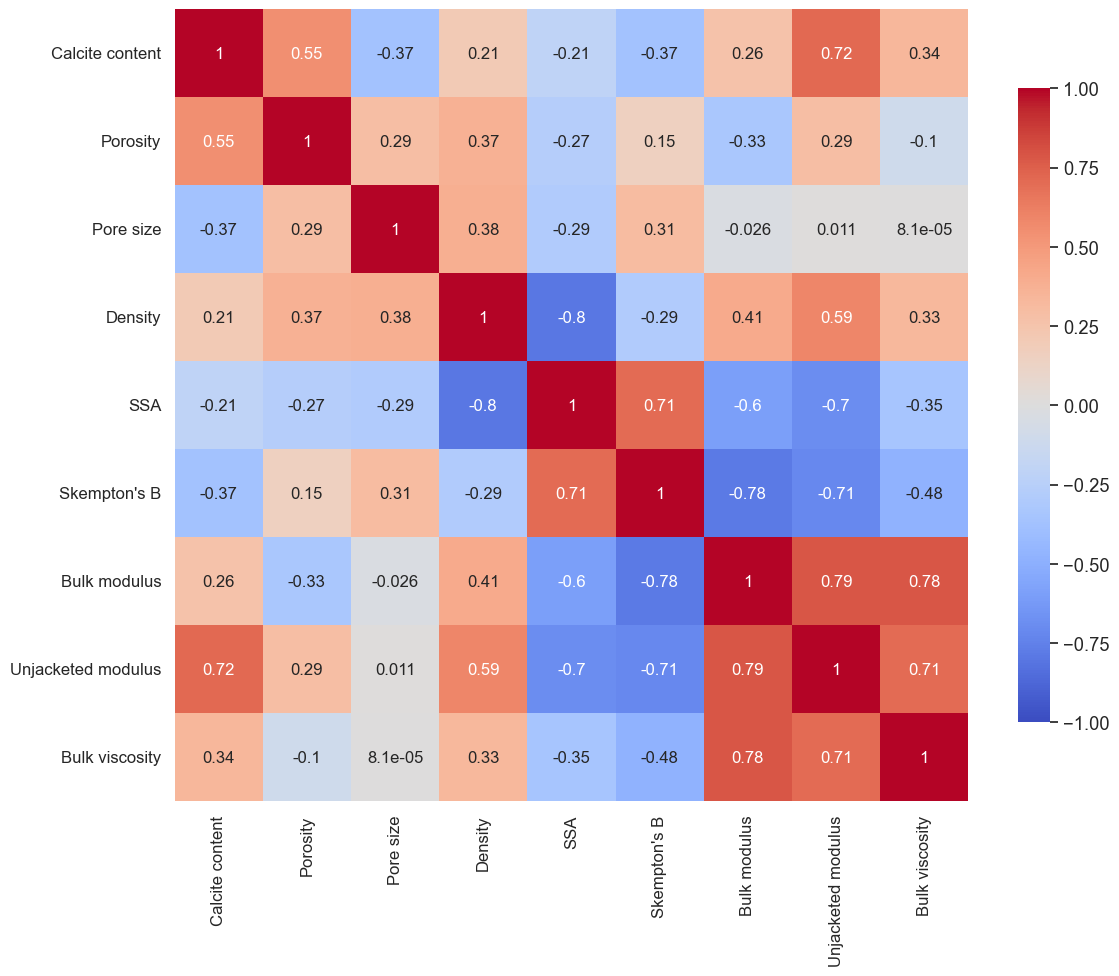 Calcite content 1 0.55 -0.37 0.21 -0.21 -0.37 0.26 0.72 0.34
Porosity 0.55 1 0.29 0.37 -0.27 0.15 -0.33 0.29 -0.1
Pore size -0.37 0.29 1 0.38 -0.29 0.31 -0.026 0.011 8.1e-05
Density 0.21 0.37 0.38 1 -0.8 -0.29 0.41 0.59 0.33
SSA -0.21 -0.27 -0.29 -0.8 1 0.71 -0.6 -0.7 -0.35
Skempton's B -0.37 0.15 0.31 -0.29 0.71 1 -0.78 -0.71 -0.48
Bulk modulus 0.26 -0.33 -0.026 0.41 -0.6 -0.78 1 0.79 0.78
Unjacketed modulus 0.72 0.29 0.011 0.59 -0.7 -0.71 0.79 1 0.71
Bulk viscosity 0.34 -0.1 8.1e-05 0.33 -0.35 -0.48 0.78 0.71 1
Calcite content
Porosity
Pore size
Density
SSA
Skempton's B
Bulk modulus
Unjacketed modulus
Bulk viscosity
1.00
0.75
0.50
0.25
0.00
−0.25
−0.50
−0.75
−1.00